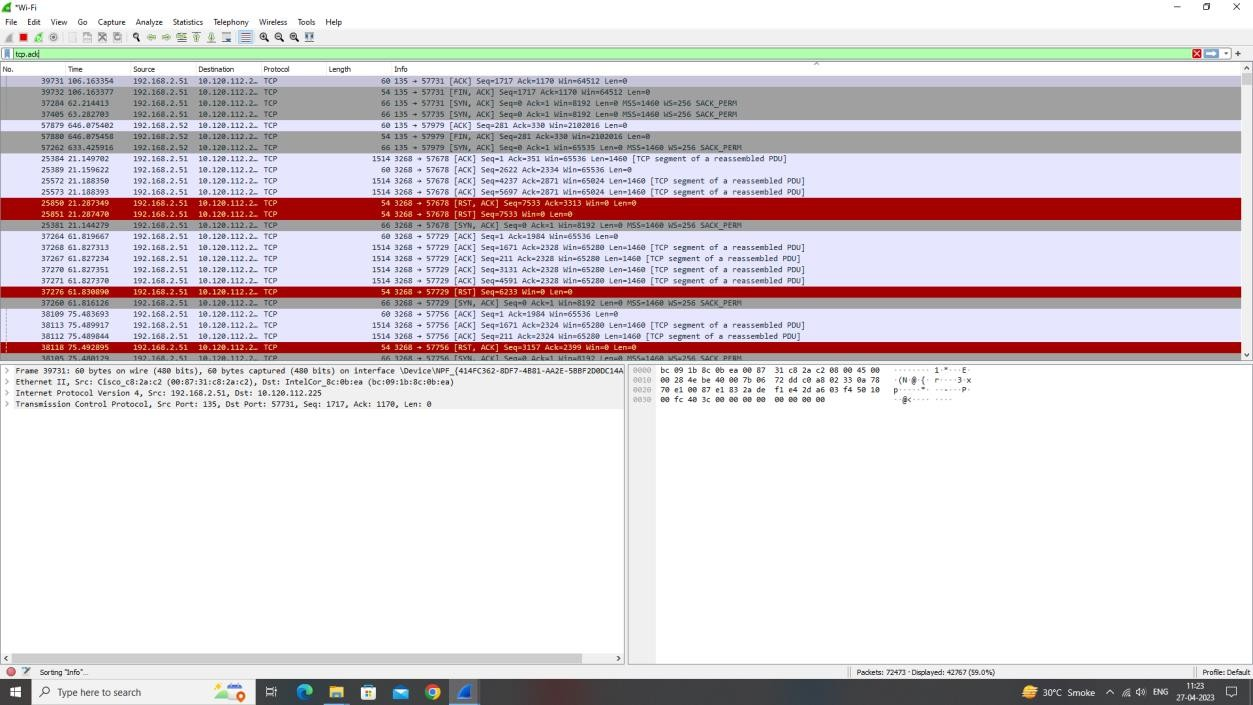 *Wi-Fi
File Edit View Go Capture Analyze Statistics Telephony Wireless Tools Help
tcp.ack
No. Time Source Destination Protocol Length Info
39731 106.163354 192.168.2.51 10.120.112.2… TCP 60 135 → 57731 [ACK] Seq=1717 Ack=1170 Win=64512 Len=0
39732 106.163377 192.168.2.51 10.120.112.2… TCP 54 135 → 57731 [FIN, ACK] Seq=1717 Ack=1170 Win=64512 Len=0
37284 62.214413 192.168.2.51 10.120.112.2… TCP 66 135 → 57731 [SYN, ACK] Seq=0 Ack=1 Win=8192 Len=0 MSS=1460 WS=256 SACK_PERM
37405 63.282703 192.168.2.51 10.120.112.2… TCP 66 135 → 57735 [SYN, ACK] Seq=0 Ack=1 Win=8192 Len=0 MSS=1460 WS=256 SACK_PERM
57879 646.075402 192.168.2.52 10.120.112.2… TCP 60 135 → 57979 [ACK] Seq=281 Ack=330 Win=2102016 Len=0
57880 646.075458 192.168.2.52 10.120.112.2… TCP 54 135 → 57979 [FIN, ACK] Seq=281 Ack=330 Win=2102016 Len=0
57262 633.425916 192.168.2.52 10.120.112.2… TCP 66 135 → 57979 [SYN, ACK] Seq=0 Ack=1 Win=65535 Len=0 MSS=1460 WS=256 SACK_PERM
25384 21.149702 192.168.2.51 10.120.112.2… TCP 1514 3268 → 57678 [ACK] Seq=1 Ack=351 Win=65536 Len=1460 [TCP segment of a reassembled PDU]
25389 21.159622 192.168.2.51 10.120.112.2… TCP 60 3268 → 57678 [ACK] Seq=2622 Ack=2334 Win=65536 Len=0
25572 21.188350 192.168.2.51 10.120.112.2… TCP 1514 3268 → 57678 [ACK] Seq=4237 Ack=2871 Win=65024 Len=1460 [TCP segment of a reassembled PDU]
25573 21.188393 192.168.2.51 10.120.112.2… TCP 1514 3268 → 57678 [ACK] Seq=5697 Ack=2871 Win=65024 Len=1460 [TCP segment of a reassembled PDU]
25850 21.287349 192.168.2.51 10.120.112.2… TCP 54 3268 → 57678 [RST, ACK] Seq=7533 Ack=3313 Win=0 Len=0
25851 21.287470 192.168.2.51 10.120.112.2… TCP 54 3268 → 57678 [RST] Seq=7533 Win=0 Len=0
25381 21.144279 192.168.2.51 10.120.112.2… TCP 66 3268 → 57678 [SYN, ACK] Seq=0 Ack=1 Win=8192 Len=0 MSS=1460 WS=256 SACK_PERM
37264 61.819667 192.168.2.51 10.120.112.2… TCP 60 3268 → 57729 [ACK] Seq=1 Ack=1984 Win=65536 Len=0
37268 61.827313 192.168.2.51 10.120.112.2… TCP 1514 3268 → 57729 [ACK] Seq=1671 Ack=2328 Win=65280 Len=1460 [TCP segment of a reassembled PDU]
37267 61.827234 192.168.2.51 10.120.112.2… TCP 1514 3268 → 57729 [ACK] Seq=211 Ack=2328 Win=65280 Len=1460 [TCP segment of a reassembled PDU]
37270 61.827351 192.168.2.51 10.120.112.2… TCP 1514 3268 → 57729 [ACK] Seq=3131 Ack=2328 Win=65280 Len=1460 [TCP segment of a reassembled PDU]
37271 61.827370 192.168.2.51 10.120.112.2… TCP 1514 3268 → 57729 [ACK] Seq=4591 Ack=2328 Win=65280 Len=1460 [TCP segment of a reassembled PDU]
37276 61.830890 192.168.2.51 10.120.112.2… TCP 54 3268 → 57729 [RST] Seq=6233 Win=0 Len=0
37260 61.816126 192.168.2.51 10.120.112.2… TCP 66 3268 → 57729 [SYN, ACK] Seq=0 Ack=1 Win=8192 Len=0 MSS=1460 WS=256 SACK_PERM
38109 75.483693 192.168.2.51 10.120.112.2… TCP 60 3268 → 57756 [ACK] Seq=1 Ack=1984 Win=65536 Len=0
38113 75.489917 192.168.2.51 10.120.112.2… TCP 1514 3268 → 57756 [ACK] Seq=1671 Ack=2324 Win=65280 Len=1460 [TCP segment of a reassembled PDU]
38112 75.489844 192.168.2.51 10.120.112.2… TCP 1514 3268 → 57756 [ACK] Seq=211 Ack=2324 Win=65280 Len=1460 [TCP segment of a reassembled PDU]
38118 75.492895 192.168.2.51 10.120.112.2… TCP 54 3268 → 57756 [RST, ACK] Seq=3157 Ack=2399 Win=0 Len=0
38105 75.480129 192.168.2.51 10.120.112.2… TCP 66 3268 → 57756 [SYN, ACK] Seq=0 Ack=1 Win=8192 Len=0 MSS=1460 WS=256 SACK_PERM
Frame 39731: 60 bytes on wire (480 bits), 60 bytes captured (480 bits) on interface \Device\NPF_{414FC362-8DF7-4B81-AA2E-5BBF2D0DC14A
Ethernet II, Src: Cisco_c8:2a:c2 (00:87:31:c8:2a:c2), Dst: IntelCor_8c:0b:ea (bc:09:1b:8c:0b:ea)
Internet Protocol Version 4, Src: 192.168.2.51, Dst: 10.120.112.225
Transmission Control Protocol, Src Port: 135, Dst Port: 57731, Seq: 1717, Ack: 1170, Len: 0
0000 bc 09 1b 8c 0b ea 00 87 31 c8 2a c2 08 00 45 00 ········ 1·*···E·
0010 00 28 4e be 40 00 7b 06 72 dd c0 a8 02 33 0a 78 ·(N·@·{· r····3·x
0020 70 e1 00 87 e1 83 2a de f1 e4 2d a6 03 f4 50 10 p·····*· ··-···P·
0030 00 fc 40 3c 00 00 00 00 00 00 00 00 ··@<···· ····
Sorting "Info"…
Packets: 72473 · Displayed: 42767 (59.0%)
Profile: Default
Type here to search
30°C Smoke
ENG
11:23
27-04-2023